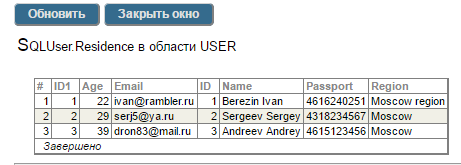 Обновить Закрыть окно
SQLUser.Residence в области USER
# ID1 Age Email ID Name Passport Region
1 1 22 ivan@rambler.ru 1 Berezin Ivan 4616240251 Moscow region
2 2 29 serj5@ya.ru 2 Sergeev Sergey 4318234567 Moscow
3 3 39 dron83@mail.ru 3 Andreev Andrey 4615123456 Moscow
Завершено